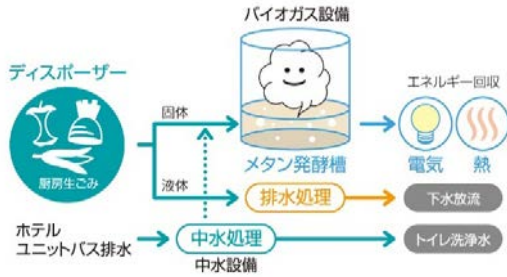 バイオガス設備
ディスポーザー
厨房生ごみ
固体
液体
メタン発酵槽
エネルギー回収
電気
熱
排水処理
下水放流
ホテル
ユニットバス排水
中水処理
中水設備
トイレ洗浄水